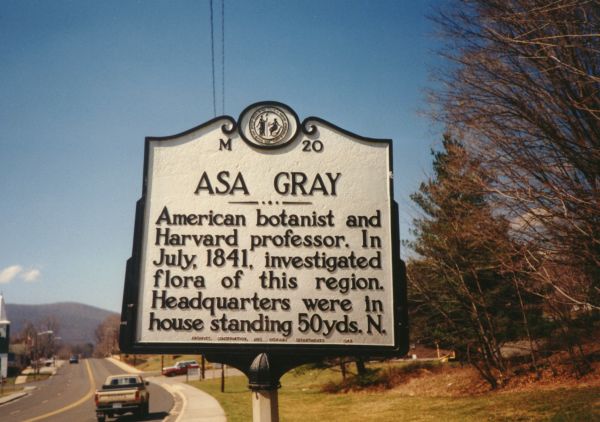 M 20
ASA GRAY
American botanist and
Harvard professor. In
July, 1841, investigated
flora of this region.
Headquarters were in
house standing 50yds. N.